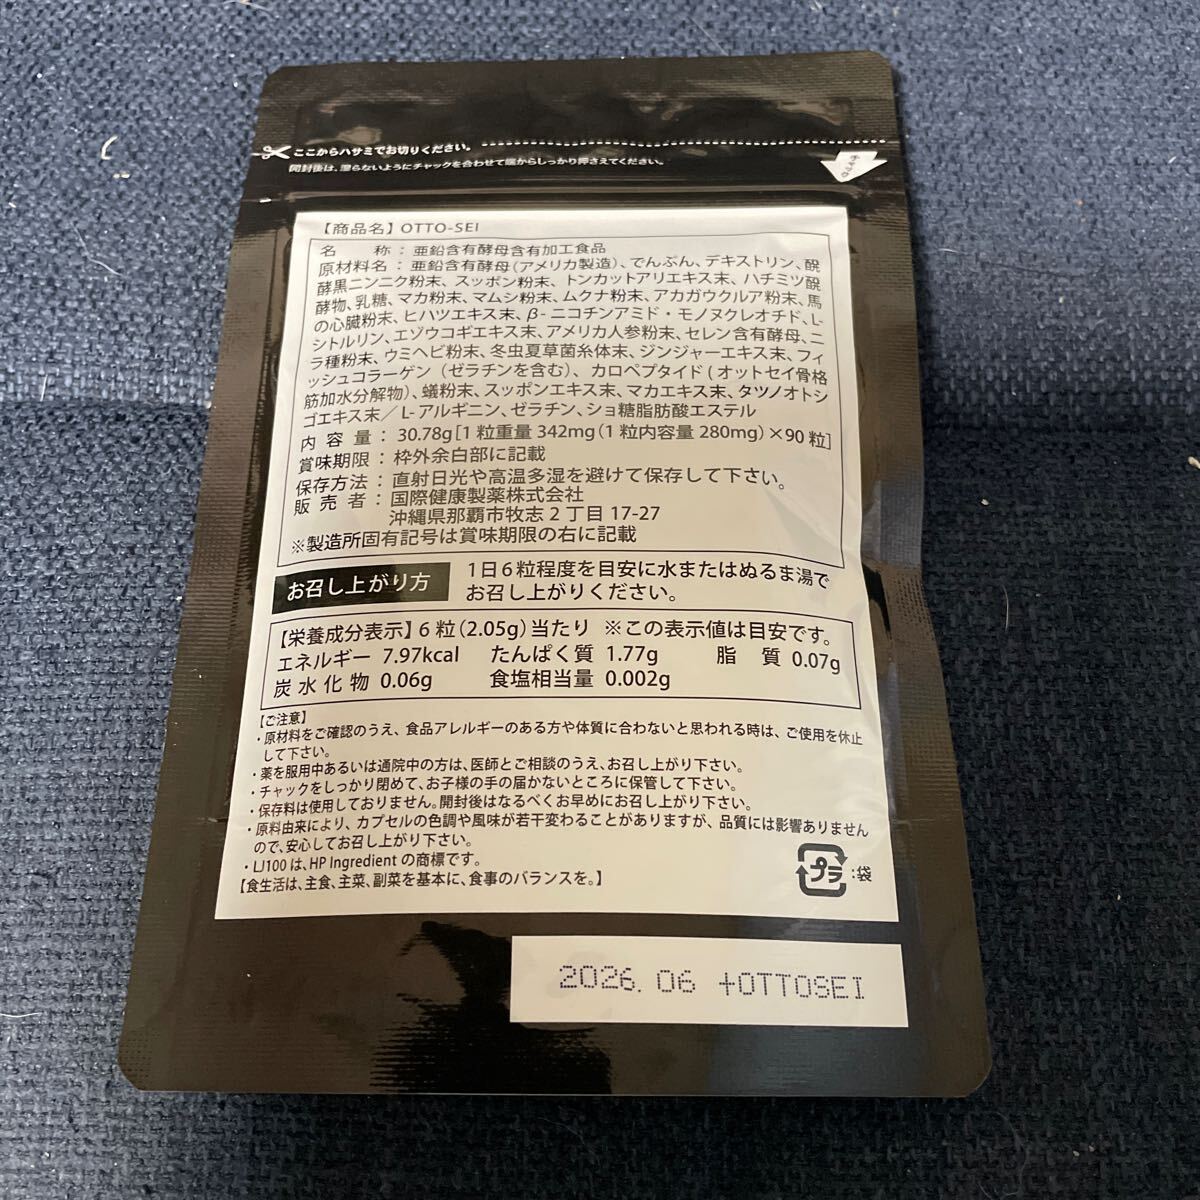 ここからハサミでお切りください。
開封後は、湿らないようにチャックを合わせて端からしっかり押さえてください。
【商品名】OTTO-SEI
名称：亜鉛含有酵母含有加工食品
原材料名：亜鉛含有酵母(アメリカ製造)、でんぷん、デキストリン、醗
酵黒ニンニク粉末、スッポン粉末、トンカットアリエキス末、ハチミツ醗
酵物、乳糖、マカ粉末、マムシ粉末、ムクナ粉末、アカガウクルア粉末、馬
の心臓粉末、ヒハツエキス末、β-ニコチンアミド・モノヌクレオチド、L-
シトルリン、エゾウコギエキス末、アメリカ人参粉末、セレン含有酵母、ニ
ラ種粉末、ウミヘビ粉末、冬虫夏草菌糸体末、ジンジャーエキス末、フィ
ッシュコラーゲン（ゼラチンを含む）、カロペプタイド(オットセイ骨格
筋加水分解物)、蟻粉末、スッポンエキス末、マカエキス末、タツノオトシ
ゴエキス末／L-アルギニン、ゼラチン、ショ糖脂肪酸エステル
内容量：30.78g[1粒重量342mg(1粒内容量280mg)×90粒]
賞味期限：枠外余白部に記載
保存方法：直射日光や高温多湿を避けて保存して下さい。
販売者：国際健康製薬株式会社
沖縄県那覇市牧志2丁目17-27
※製造所固有記号は賞味期限の右に記載
お召し上がり方
1日6粒程度を目安に水またはぬるま湯で
お召し上がりください。
【栄養成分表示】6粒(2.05g)当たり ※この表示値は目安です。
エネルギー 7.97kcal たんぱく質 1.77g 脂質 0.07g
炭水化物 0.06g 食塩相当量 0.002g
【ご注意】
・原材料をご確認のうえ、食品アレルギーのある方や体質に合わないと思われる時は、ご使用を休止
して下さい。
・薬を服用中あるいは通院中の方は、医師とご相談のうえ、お召し上がり下さい。
・チャックをしっかり閉めて、お子様の手の届かないところに保管して下さい。
・保存料は使用しておりません。開封後はなるべくお早めにお召し上がり下さい。
・原料由来により、カプセルの色調や風味が若干変わることがありますが、品質には影響ありません
ので、安心してお召し上がり下さい。
・LJ100は、HP Ingredientの商標です。
【食生活は、主食、主菜、副菜を基本に、食事のバランスを。】
プラ：袋
2026.06 +OTTOSEI